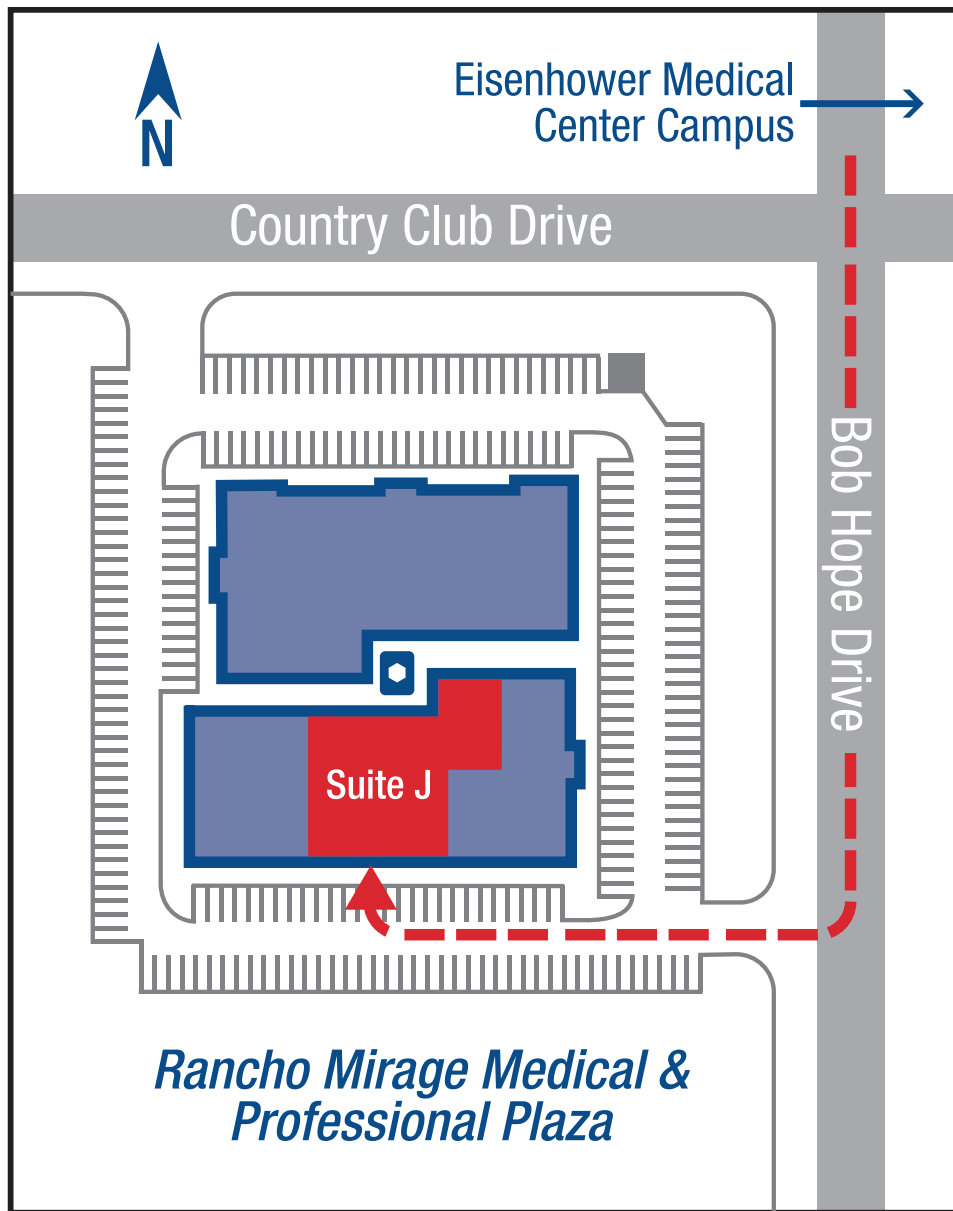 Eisenhower Medical
Center Campus
N
Country Club Drive
Bob Hope Drive
Suite J
Rancho Mirage Medical &
Professional Plaza